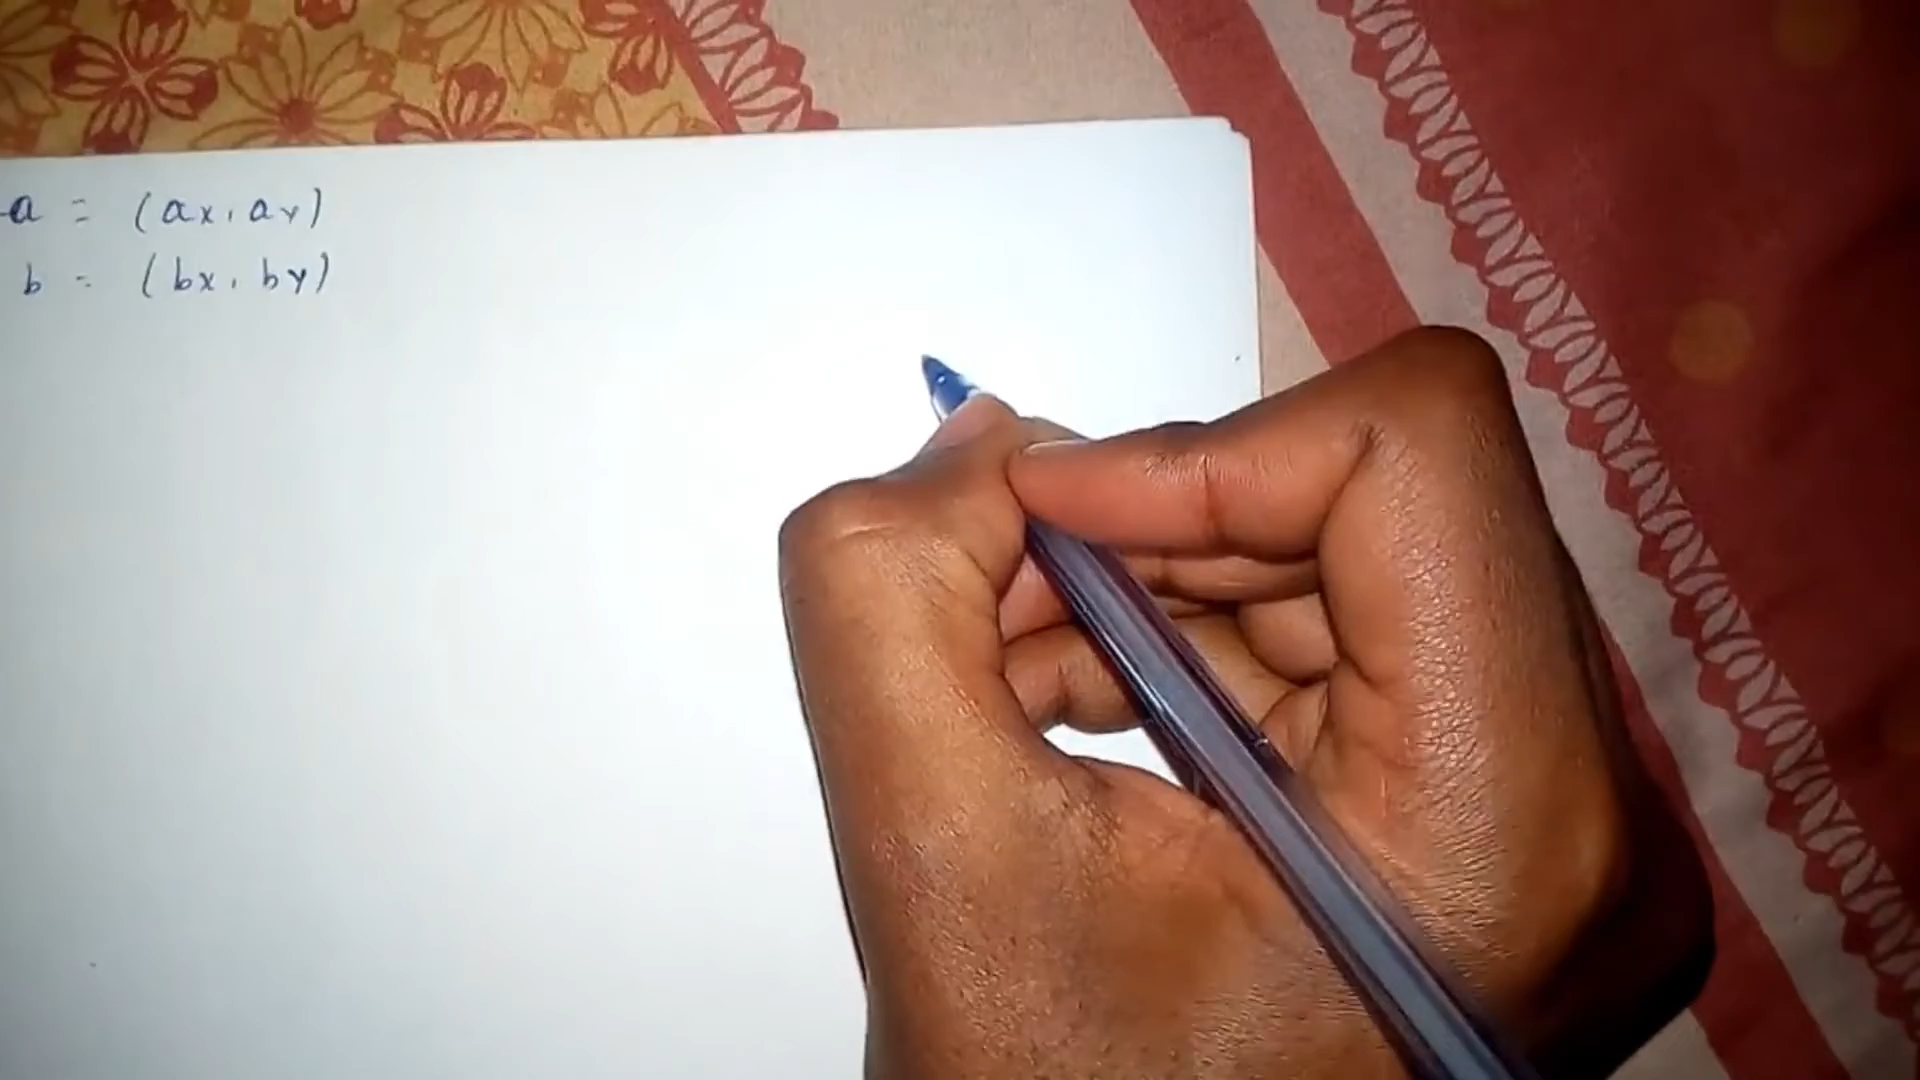 a = (ax, ay)
b = (bx, by)